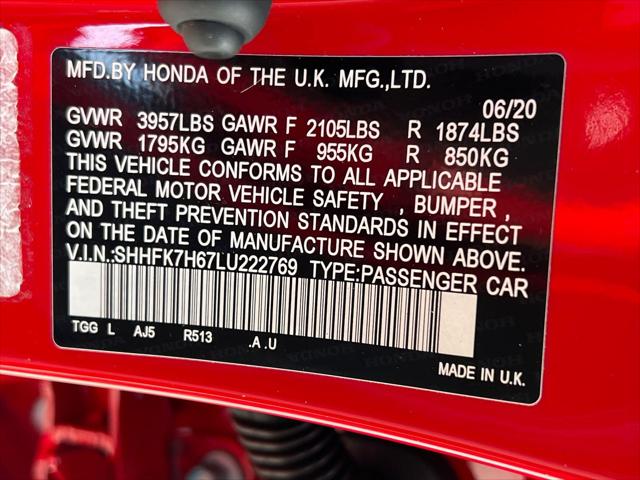 MFD.BY HONDA OF THE U.K. MFG.,LTD.
06/20
GVWR 3957LBS GAWR F 2105LBS R 1874LBS
GVWR 1795KG GAWR F 955KG R 850KG
THIS VEHICLE CONFORMS TO ALL APPLICABLE
FEDERAL MOTOR VEHICLE SAFETY , BUMPER ,
AND THEFT PREVENTION STANDARDS IN EFFECT
ON THE DATE OF MANUFACTURE SHOWN ABOVE.
V.I.N.:SHHFK7H67LU222769 TYPE:PASSENGER CAR
TGG L AJ5 R513 .A .U
MADE IN U.K.